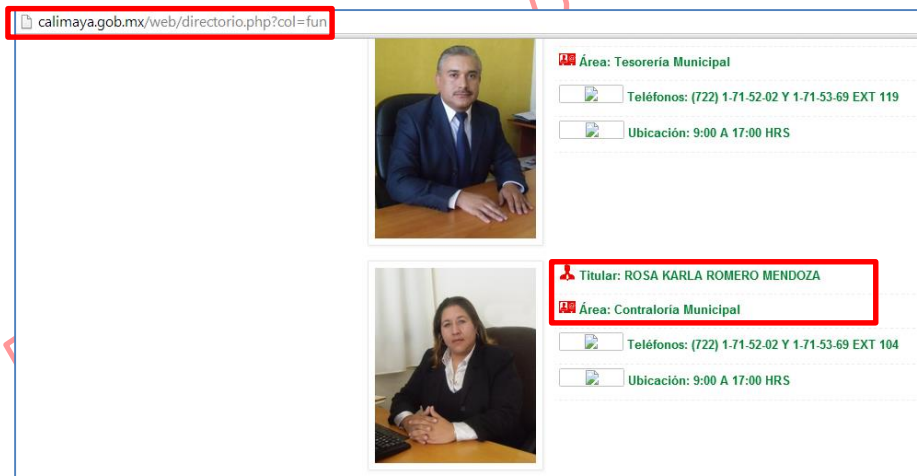 calimaya.gob.mx/web/directorio.php?col=fun
Área: Tesorería Municipal
Teléfonos: (722) 1-71-52-02 Y 1-71-53-69 EXT 119
Ubicación: 9:00 A 17:00 HRS
Titular: ROSA KARLA ROMERO MENDOZA
Área: Contraloría Municipal
Teléfonos: (722) 1-71-52-02 Y 1-71-53-69 EXT 104
Ubicación: 9:00 A 17:00 HRS